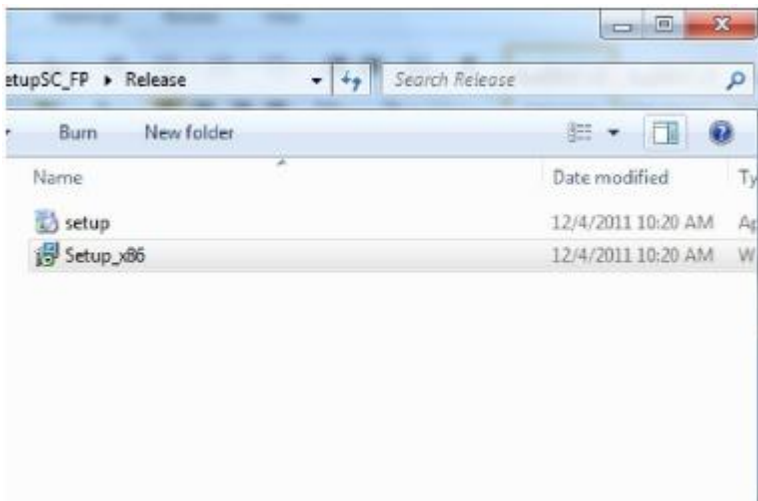 etupSC_FP ▸ Release Search Release
Burn New folder
Name Date modified Ty
setup 12/4/2011 10:20 AM Ap
Setup_x86 12/4/2011 10:20 AM W